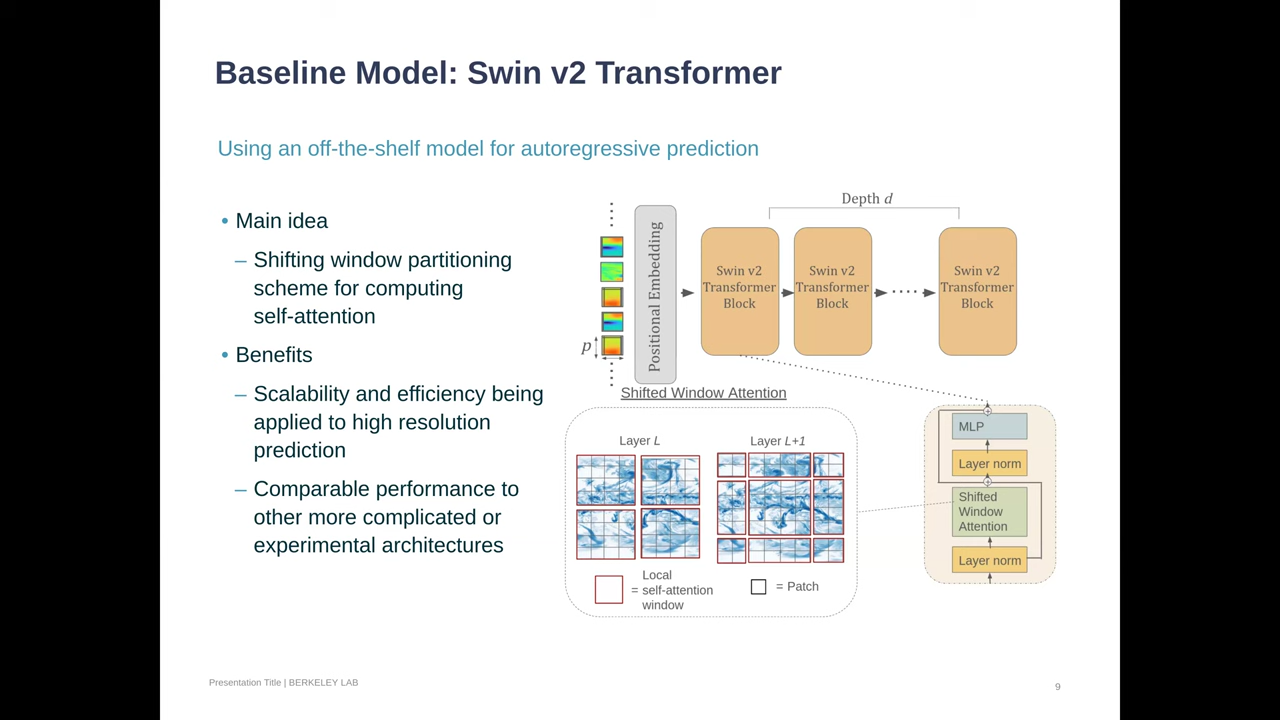 Baseline Model: Swin v2 Transformer
Using an off-the-shelf model for autoregressive prediction
• Main idea
– Shifting window partitioning
scheme for computing
self-attention
• Benefits
– Scalability and efficiency being
applied to high resolution
prediction
– Comparable performance to
other more complicated or
experimental architectures
Depth d
p
Positional Embedding
Swin v2
Transformer
Block
Swin v2
Transformer
Block
Swin v2
Transformer
Block
Shifted Window Attention
Layer L
Layer L+1
= Local
self-attention
window
= Patch
MLP
Layer norm
Shifted
Window
Attention
Layer norm
Presentation Title | BERKELEY LAB
9